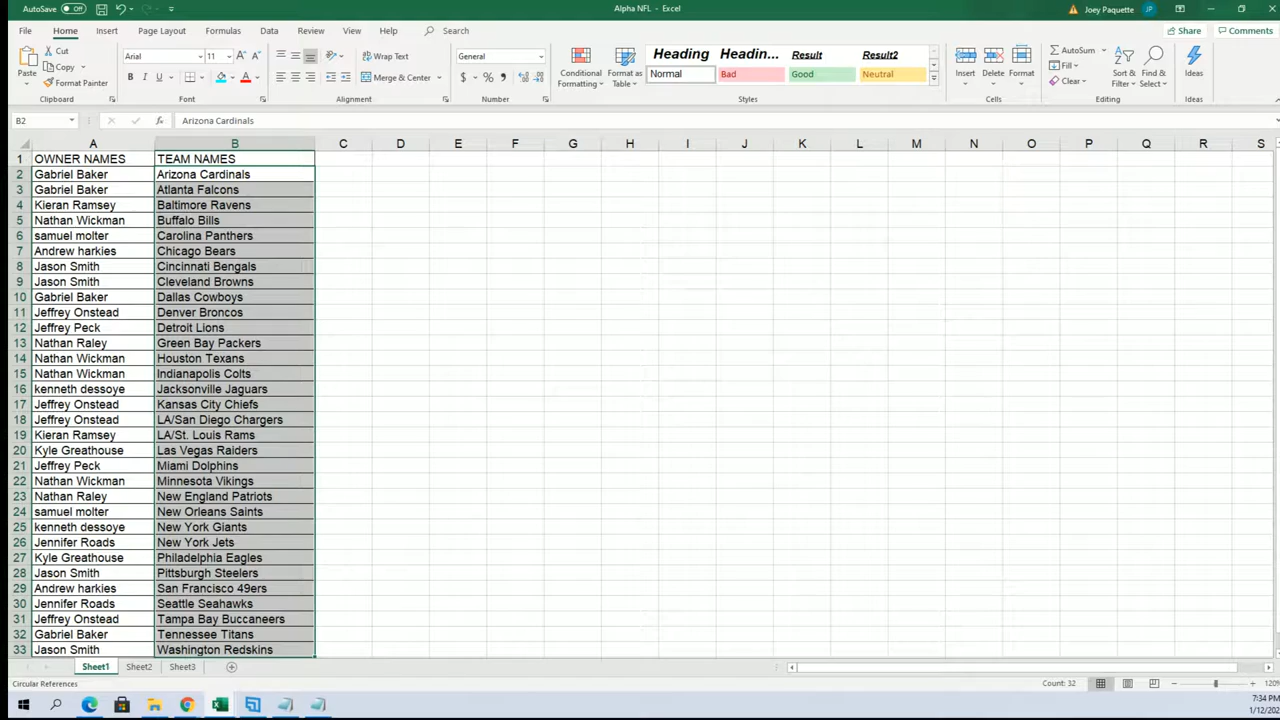 AutoSave Off Alpha NFL - Excel Joey Paquette JP
File Home Insert Page Layout Formulas Data Review View Help Search Share Comments
Cut
Copy
Format Painter
Paste
Clipboard
Arial 11
B I U
Font
Wrap Text
Merge & Center
Alignment
General
$ % ,
Number
Conditional Formatting
Format as Table
Heading Headin... Result Result2
Normal Bad Good Neutral
Styles
Insert Delete Format
Cells
AutoSum
Fill
Clear
Sort & Filter
Find & Select
Editing
Ideas
Ideas
B2 fx Arizona Cardinals
A B C D E F G H I J K L M N O P Q R S
1 OWNER NAMES TEAM NAMES
2 Gabriel Baker Arizona Cardinals
3 Gabriel Baker Atlanta Falcons
4 Kieran Ramsey Baltimore Ravens
5 Nathan Wickman Buffalo Bills
6 samuel molter Carolina Panthers
7 Andrew harkies Chicago Bears
8 Jason Smith Cincinnati Bengals
9 Jason Smith Cleveland Browns
10 Gabriel Baker Dallas Cowboys
11 Jeffrey Onstead Denver Broncos
12 Jeffrey Peck Detroit Lions
13 Nathan Raley Green Bay Packers
14 Nathan Wickman Houston Texans
15 Nathan Wickman Indianapolis Colts
16 kenneth dessoye Jacksonville Jaguars
17 Jeffrey Onstead Kansas City Chiefs
18 Jeffrey Onstead LA/San Diego Chargers
19 Kieran Ramsey LA/St. Louis Rams
20 Kyle Greathouse Las Vegas Raiders
21 Jeffrey Peck Miami Dolphins
22 Nathan Wickman Minnesota Vikings
23 Nathan Raley New England Patriots
24 samuel molter New Orleans Saints
25 kenneth dessoye New York Giants
26 Jennifer Roads New York Jets
27 Kyle Greathouse Philadelphia Eagles
28 Jason Smith Pittsburgh Steelers
29 Andrew harkies San Francisco 49ers
30 Jennifer Roads Seattle Seahawks
31 Jeffrey Onstead Tampa Bay Buccaneers
32 Gabriel Baker Tennessee Titans
33 Jason Smith Washington Redskins
Sheet1 Sheet2 Sheet3
Circular References Count: 32 120%
7:34 PM
1/12/202